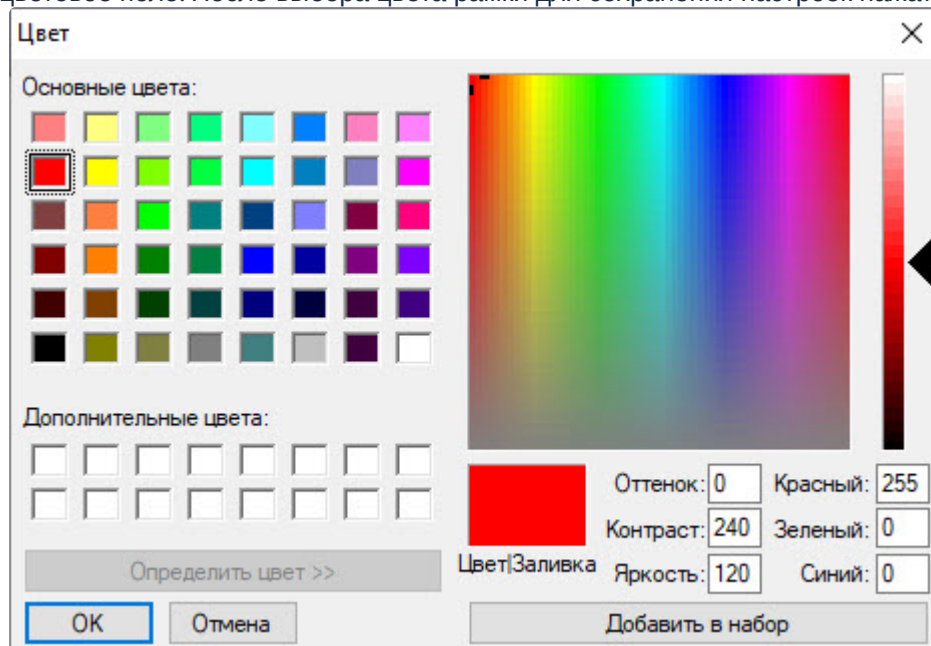 Цвет
Основные цвета:
Дополнительные цвета:
Определить цвет >>
ОК
Отмена
Цвет|Заливка
Оттенок: 0
Красный: 255
Контраст: 240
Зеленый: 0
Яркость: 120
Синий: 0
Добавить в набор